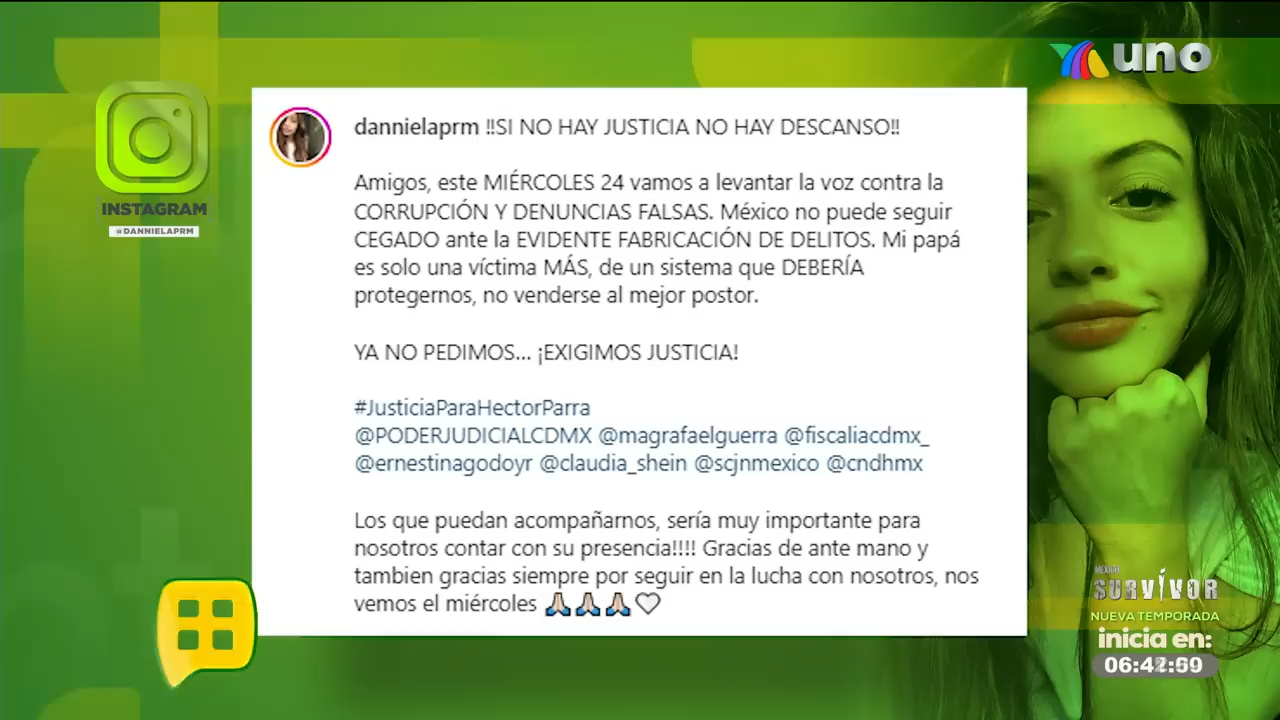 uno
INSTAGRAM
@DANNIELAPRM
dannielaprm ‼SI NO HAY JUSTICIA NO HAY DESCANSO‼
Amigos, este MIÉRCOLES 24 vamos a levantar la voz contra la
CORRUPCIÓN Y DENUNCIAS FALSAS. México no puede seguir
CEGADO ante la EVIDENTE FABRICACIÓN DE DELITOS. Mi papá
es solo una víctima MÁS, de un sistema que DEBERÍA
protegernos, no venderse al mejor postor.
YA NO PEDIMOS... ¡EXIGIMOS JUSTICIA!
#JusticiaParaHectorParra
@PODERJUDICIALCDMX @magrafaelguerra @fiscaliacdmx_
@ernestinagodoyr @claudia_shein @scjnmexico @cndhmx
Los que puedan acompañarnos, sería muy importante para
nosotros contar con su presencia!!!! Gracias de ante mano y
tambien gracias siempre por seguir en la lucha con nosotros, nos
vemos el miércoles 🙏🏻🙏🏻🙏🏻🤍
MÉXICO
SURVIVOR
NUEVA TEMPORADA
inicia en: